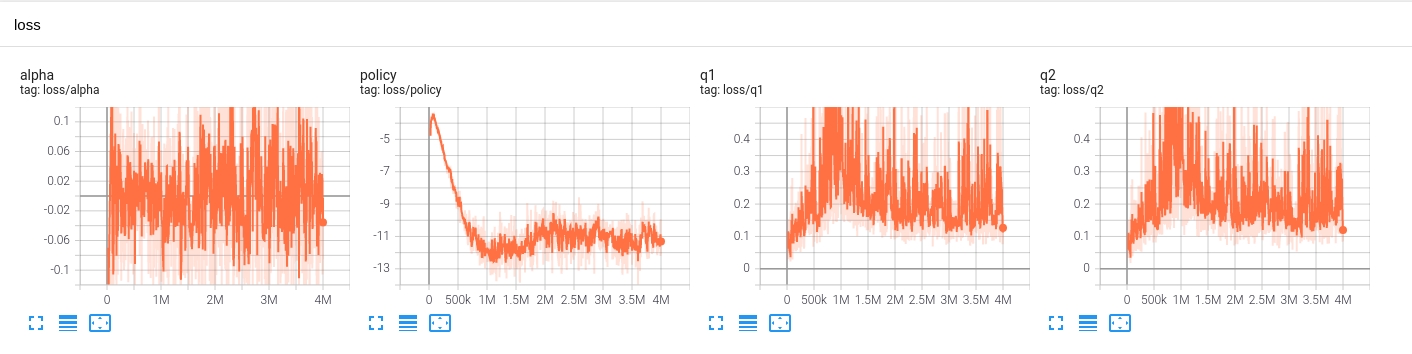 loss
alpha
tag: loss/alpha
0.1
0.06
0.02
-0.02
-0.06
-0.1
0 1M 2M 3M 4M
policy
tag: loss/policy
-5
-7
-9
-11
-13
0 500k 1M 1.5M 2M 2.5M 3M 3.5M 4M
q1
tag: loss/q1
0.4
0.3
0.2
0.1
0
0 500k 1M 1.5M 2M 2.5M 3M 3.5M 4M
q2
tag: loss/q2
0.4
0.3
0.2
0.1
0
0 500k 1M 1.5M 2M 2.5M 3M 3.5M 4M